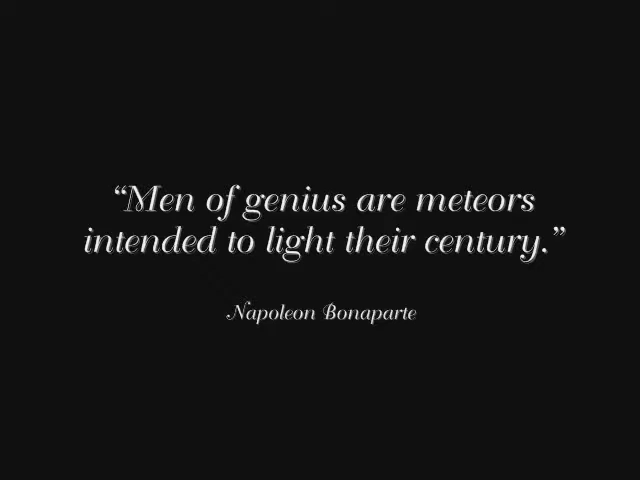 “Men of genius are meteors
intended to light their century.”
Napoleon Bonaparte